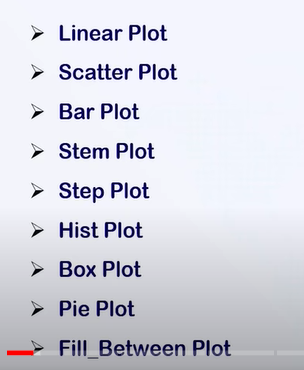 Linear Plot
Scatter Plot
Bar Plot
Stem Plot
Step Plot
Hist Plot
Box Plot
Pie Plot
Fill_Between Plot